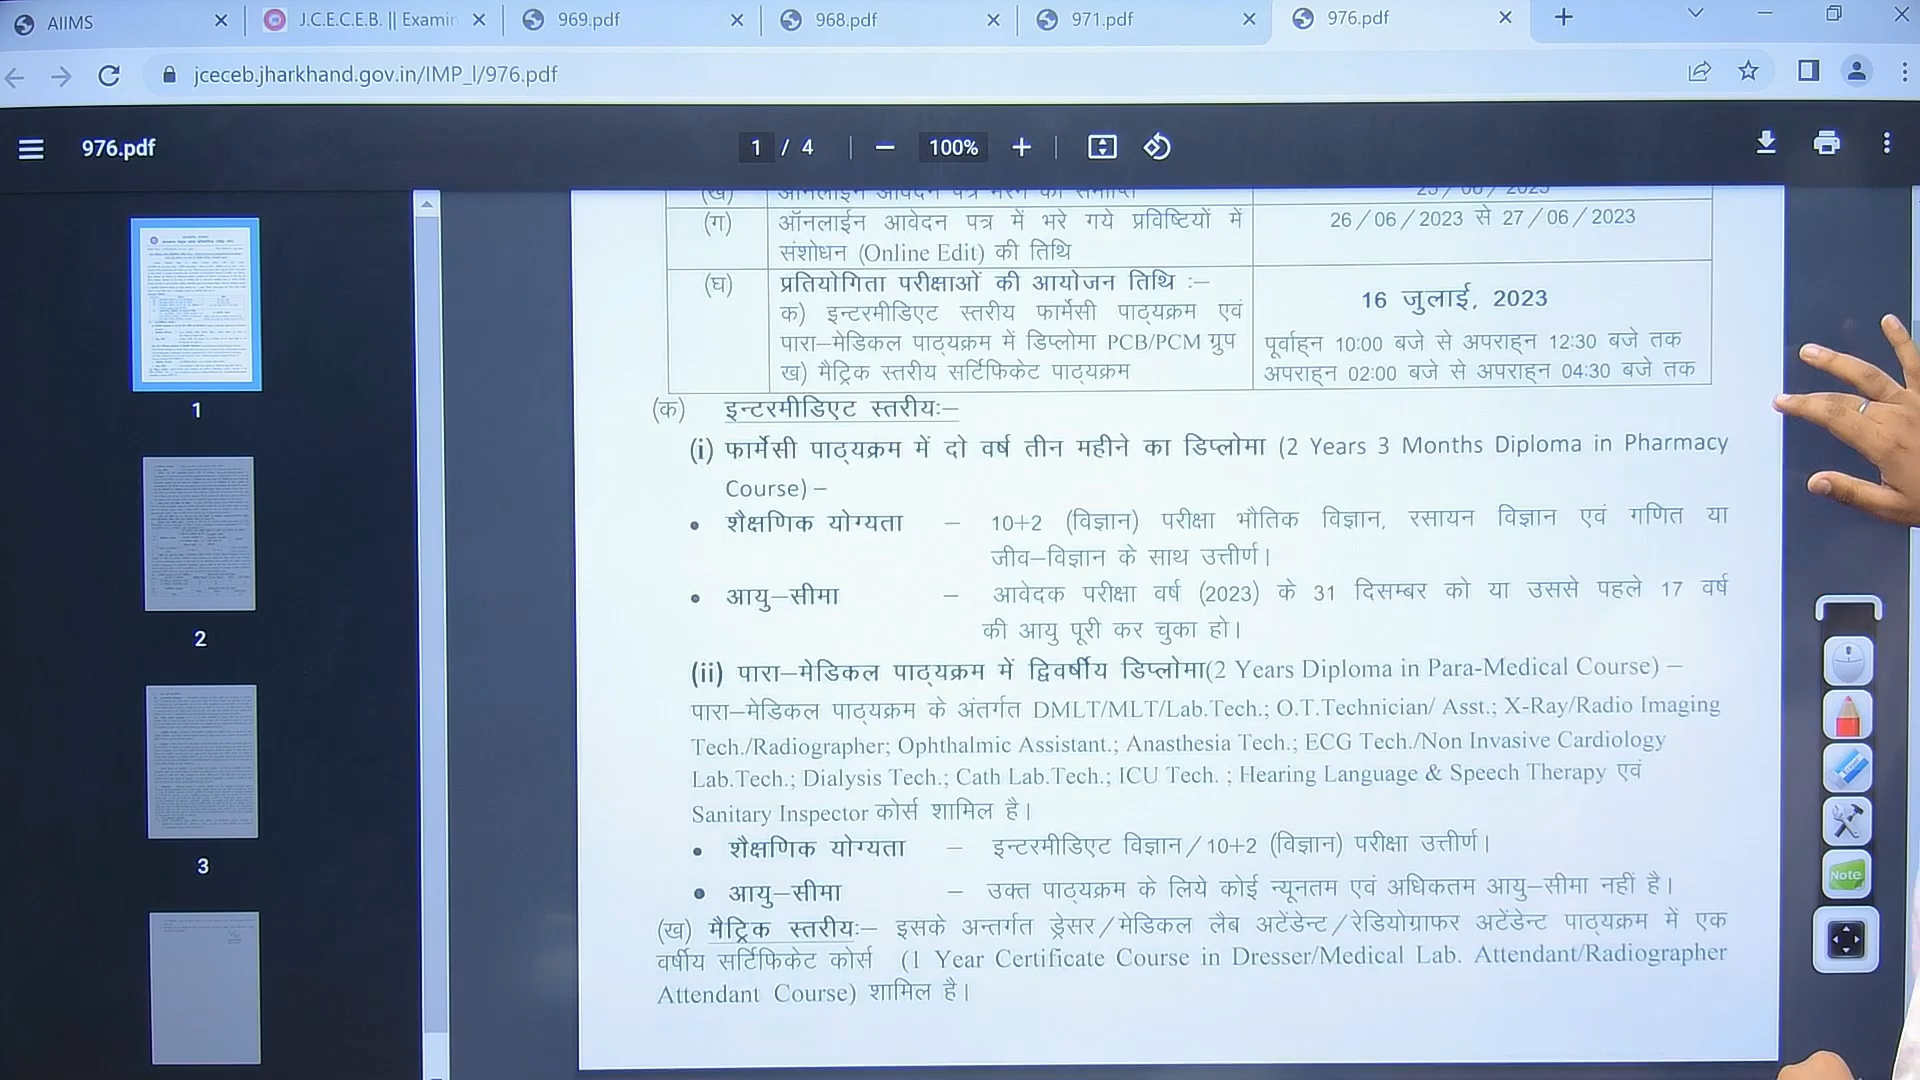 AIIMS
J.C.E.C.E.B. || Examin
969.pdf
968.pdf
971.pdf
976.pdf
jceceb.jharkhand.gov.in/IMP_l/976.pdf
976.pdf
1 / 4
100%
(ख) ऑनलाईन आवेदन पत्र भरने की समाप्ति
(ग) ऑनलाईन आवेदन पत्र में भरे गये प्रविष्टियों में 26/06/2023 से 27/06/2023
संशोधन (Online Edit) की तिथि
(घ) प्रतियोगिता परीक्षाओं की आयोजन तिथि :–
16 जुलाई, 2023
क) इन्टरमीडिएट स्तरीय फार्मेसी पाठ्यक्रम एवं
पारा–मेडिकल पाठ्यक्रम में डिप्लोमा PCB/PCM ग्रुप पूर्वाह्न 10:00 बजे से अपराह्न 12:30 बजे तक
ख) मैट्रिक स्तरीय सर्टिफिकेट पाठ्यक्रम अपराह्न 02:00 बजे से अपराह्न 04:30 बजे तक
(क) इन्टरमीडिएट स्तरीयः–
(i) फार्मेसी पाठ्यक्रम में दो वर्ष तीन महीने का डिप्लोमा (2 Years 3 Months Diploma in Pharmacy
Course) –
• शैक्षणिक योग्यता – 10+2 (विज्ञान) परीक्षा भौतिक विज्ञान, रसायन विज्ञान एवं गणित या
जीव–विज्ञान के साथ उत्तीर्ण।
• आयु–सीमा – आवेदक परीक्षा वर्ष (2023) के 31 दिसम्बर को या उससे पहले 17 वर्ष
की आयु पूरी कर चुका हो।
(ii) पारा–मेडिकल पाठ्यक्रम में द्विवर्षीय डिप्लोमा(2 Years Diploma in Para-Medical Course) –
पारा–मेडिकल पाठ्यक्रम के अंतर्गत DMLT/MLT/Lab.Tech.; O.T.Technician/ Asst.; X-Ray/Radio Imaging
Tech./Radiographer; Ophthalmic Assistant.; Anasthesia Tech.; ECG Tech./Non Invasive Cardiology
Lab.Tech.; Dialysis Tech.; Cath Lab.Tech.; ICU Tech. ; Hearing Language & Speech Therapy एवं
Sanitary Inspector कोर्स शामिल है।
• शैक्षणिक योग्यता – इन्टरमीडिएट विज्ञान/10+2 (विज्ञान) परीक्षा उत्तीर्ण।
• आयु–सीमा – उक्त पाठ्यक्रम के लिये कोई न्यूनतम एवं अधिकतम आयु–सीमा नहीं है।
(ख) मैट्रिक स्तरीयः– इसके अन्तर्गत ड्रेसर/मेडिकल लैब अटेंडेन्ट/रेडियोग्राफर अटेंडेन्ट पाठ्यक्रम में एक
वर्षीय सर्टिफिकेट कोर्स (1 Year Certificate Course in Dresser/Medical Lab. Attendant/Radiographer
Attendant Course) शामिल है।
1
2
3
Note